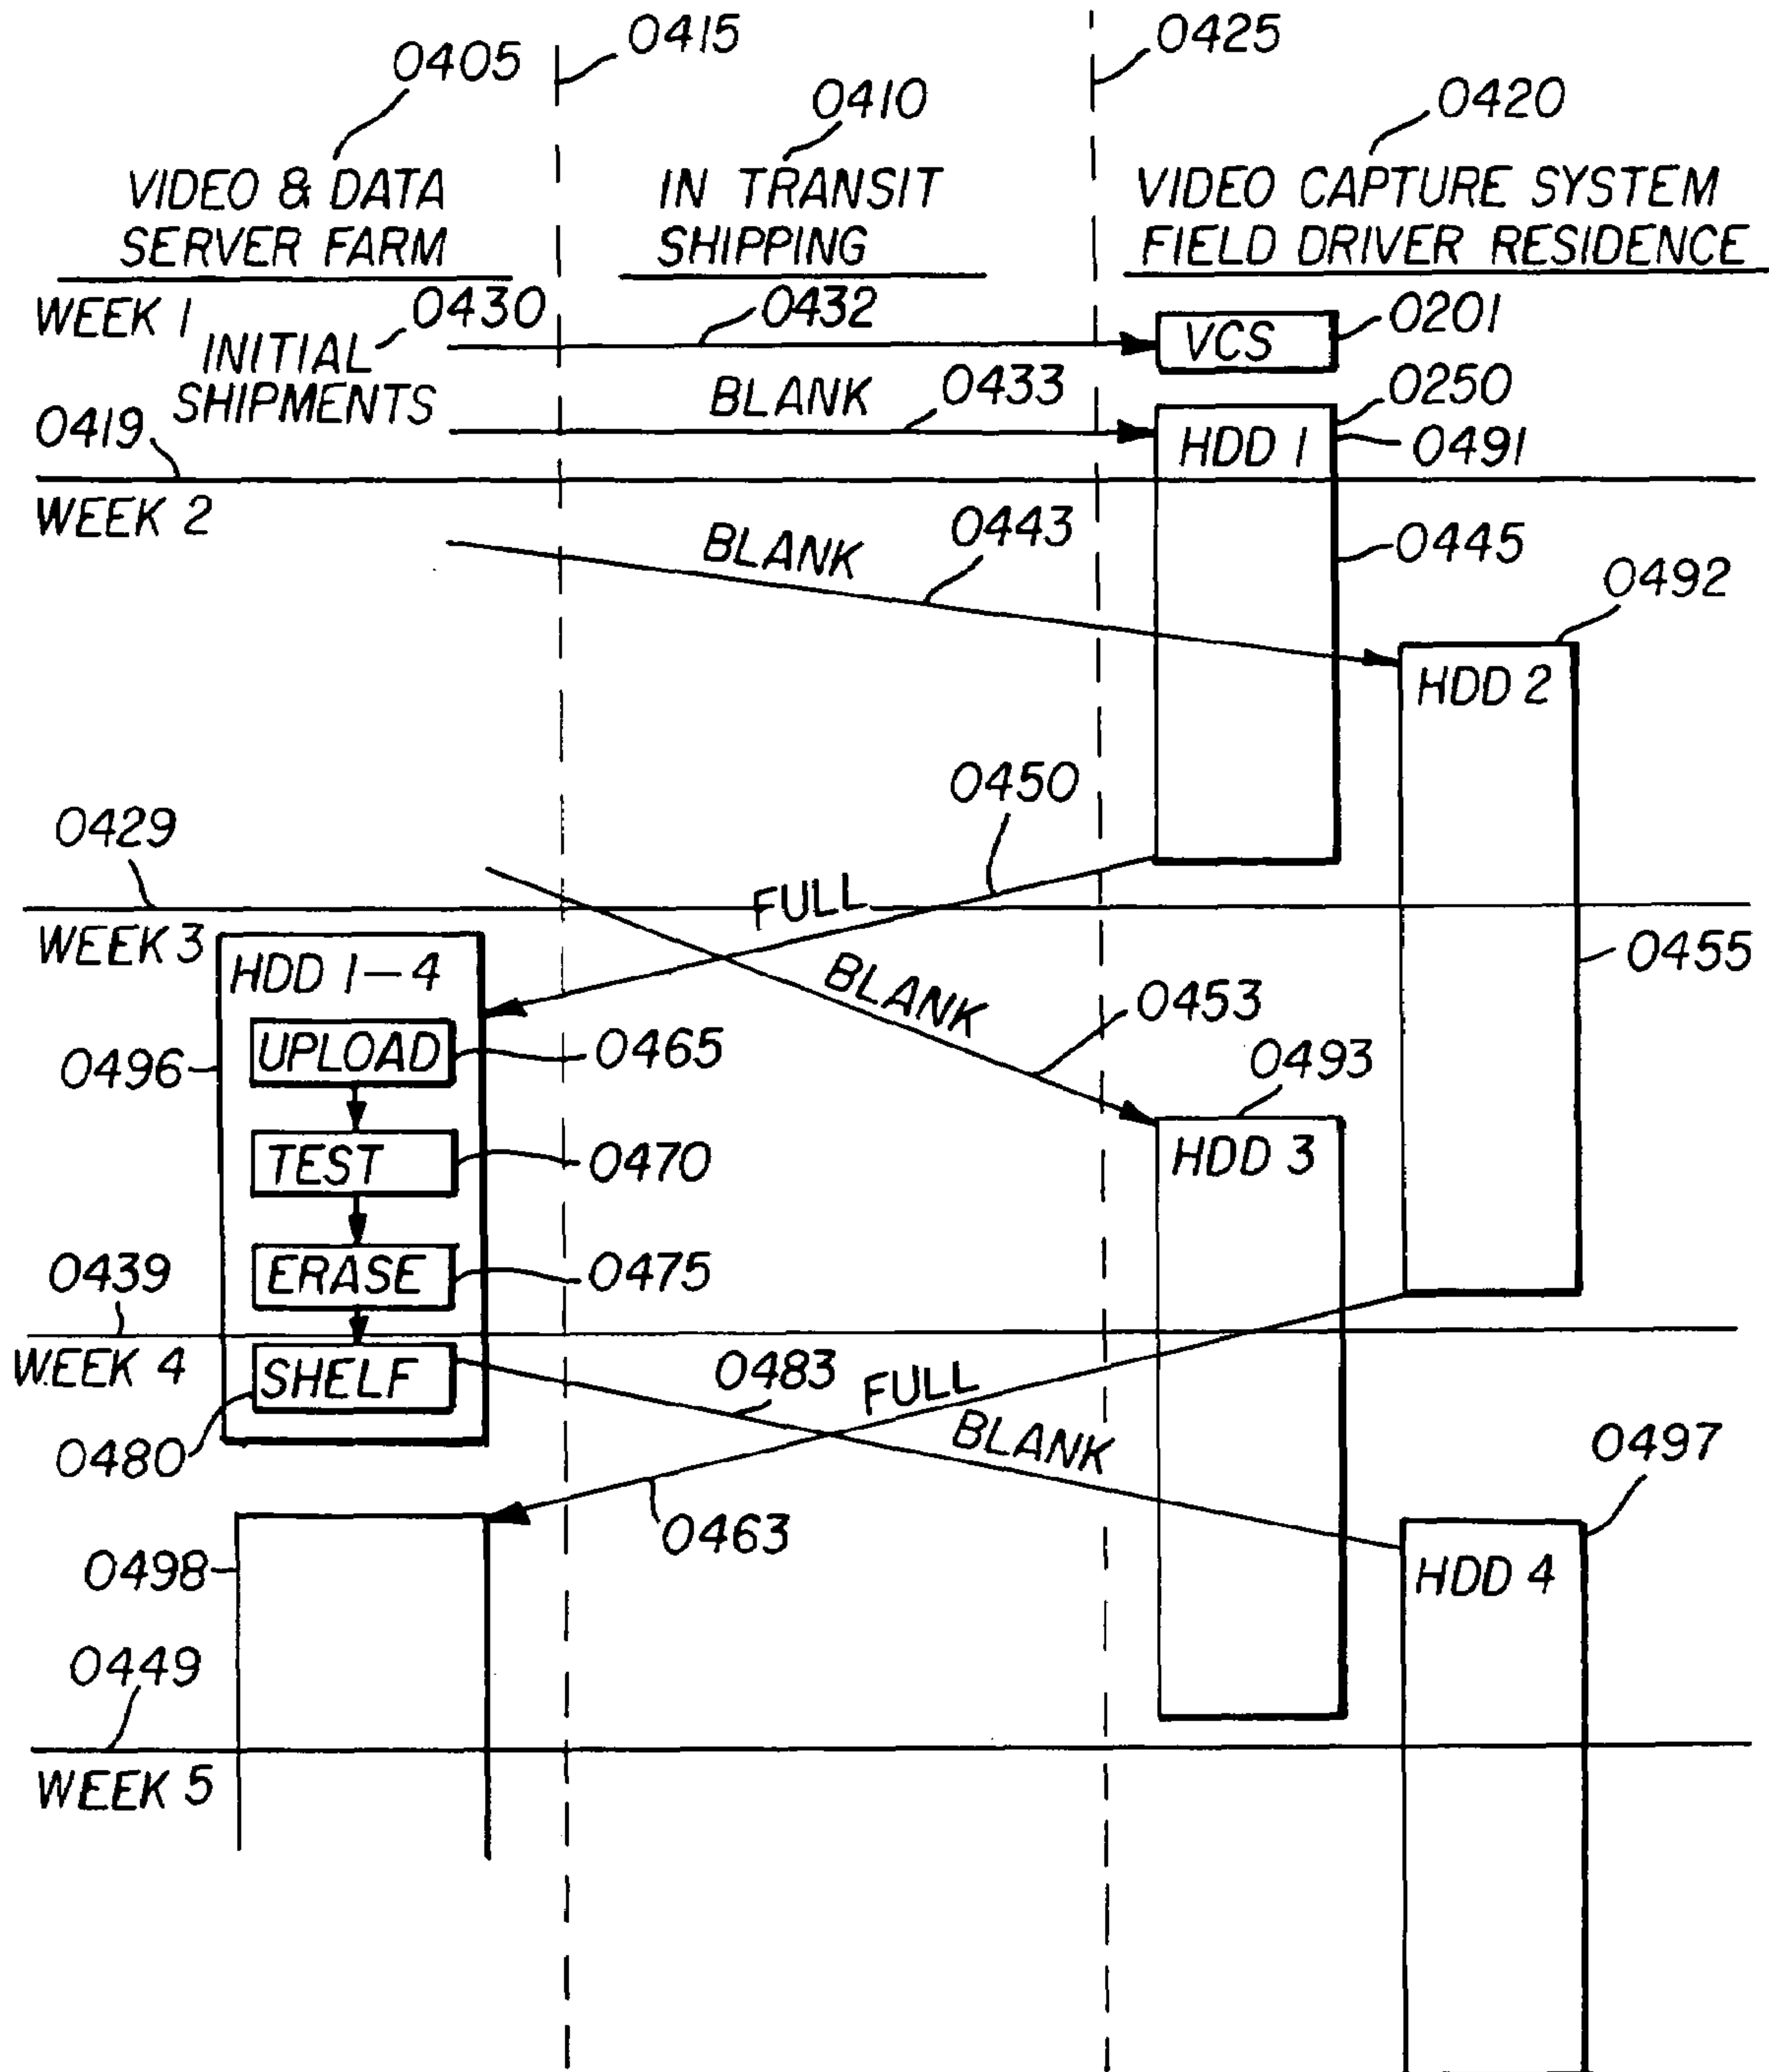 0415
0425
0405
0410
0420
VIDEO & DATA
SERVER FARM
IN TRANSIT
SHIPPING
VIDEO CAPTURE SYSTEM
FIELD DRIVER RESIDENCE
WEEK 1
0430
INITIAL
SHIPMENTS
0432
VCS
0201
BLANK
0433
0250
HDD 1
0491
0419
WEEK 2
BLANK
0443
0445
0492
HDD 2
0450
0429
FULL
WEEK 3
HDD 1-4
BLANK
0453
0455
0496
UPLOAD
0465
0493
TEST
0470
HDD 3
0439
ERASE
0475
WEEK 4
SHELF
0483
FULL
BLANK
0480
0463
0497
0498
HDD 4
0449
WEEK 5